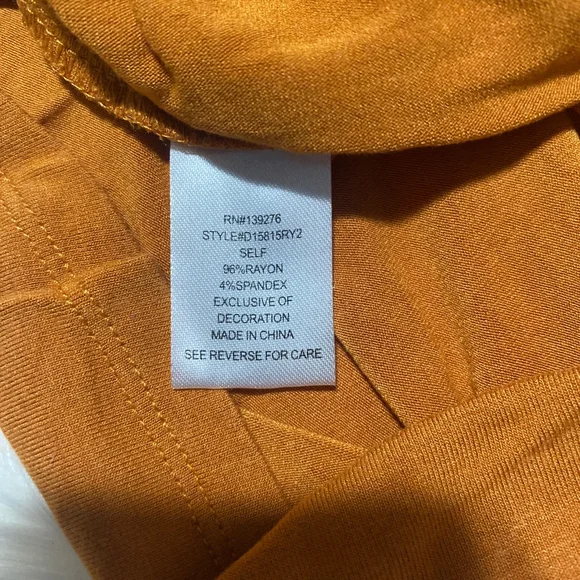 RN#139276
STYLE#D15815RY2
SELF
96%RAYON
4%SPANDEX
EXCLUSIVE OF
DECORATION
MADE IN CHINA
SEE REVERSE FOR CARE